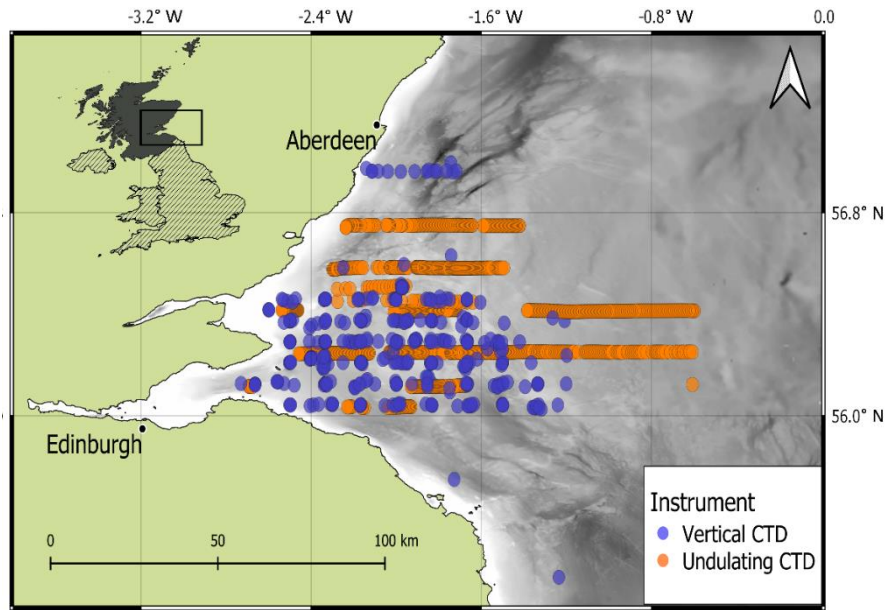 -3.2° W -2.4° W -1.6° W -0.8° W 0.0
Aberdeen
56.8° N
56.0° N
Edinburgh
Instrument
Vertical CTD
Undulating CTD
0 50 100 km